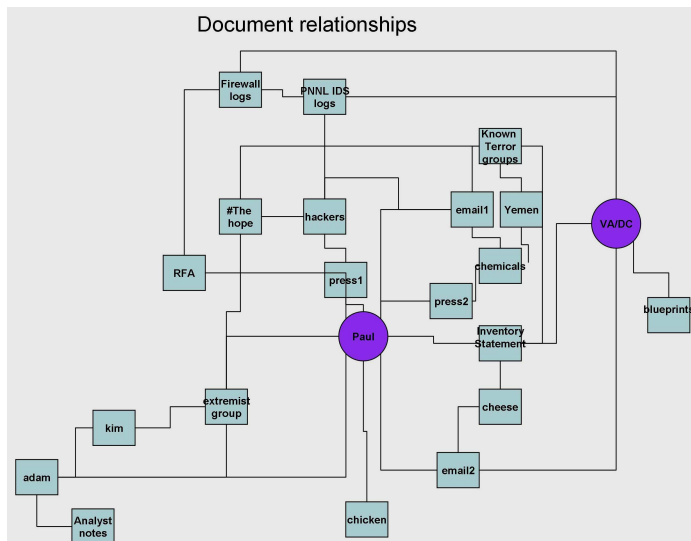 Document relationships
Firewall
logs
PNNL IDS
logs
Known
Terror
groups
#The
hope
hackers
email1
Yemen
VA/DC
RFA
press1
chemicals
press2
blueprints
Paul
Inventory
Statement
extremist
group
cheese
kim
adam
email2
Analyst
notes
chicken